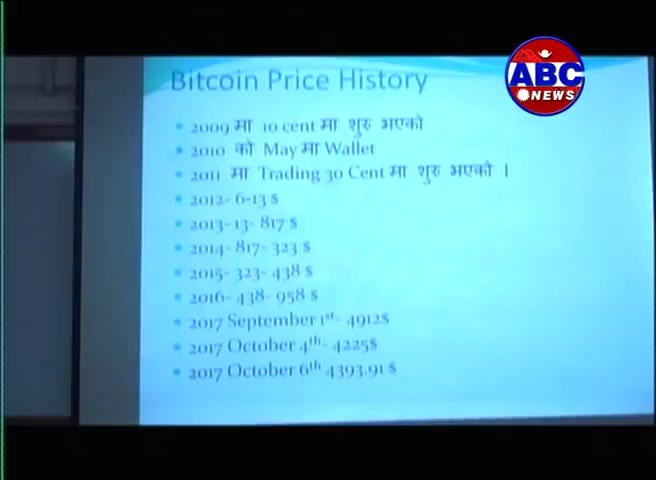 ABC
NEWS
Bitcoin Price History
2009 मा 10 cent मा शुरु भएको
2010 को May मा Wallet
2011 मा Trading 30 Cent मा शुरु भएको ।
2012- 6-13 $
2013- 13- 817 $
2014- 817- 323 $
2015- 323- 438 $
2016- 438- 958 $
2017 September 1st- 4912$
2017 October 4th- 4225$
2017 October 6th 4393.91 $